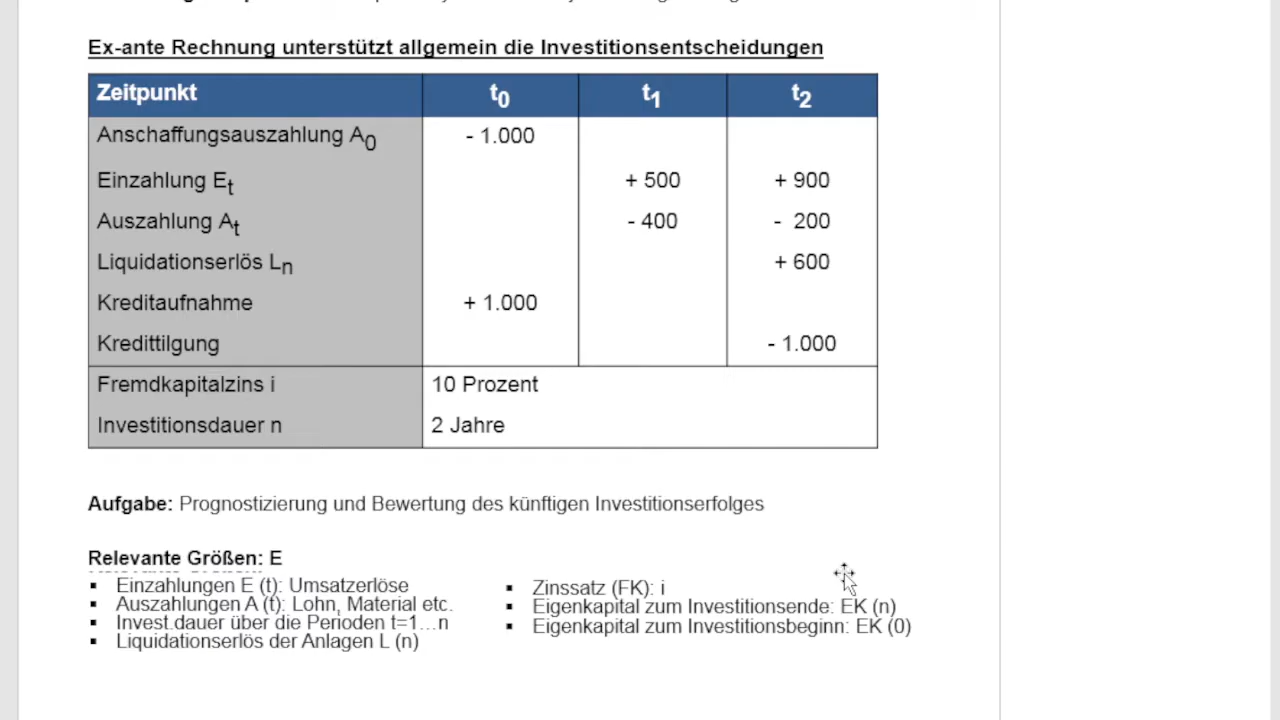 Ex-ante Rechnung unterstützt allgemein die Investitionsentscheidungen
Zeitpunkt t0 t1 t2
Anschaffungsauszahlung A0 - 1.000
Einzahlung Et + 500 + 900
Auszahlung At - 400 - 200
Liquidationserlös Ln + 600
Kreditaufnahme + 1.000
Kredittilgung - 1.000
Fremdkapitalzins i 10 Prozent
Investitionsdauer n 2 Jahre
Aufgabe: Prognostizierung und Bewertung des künftigen Investitionserfolges
Relevante Größen: E
▪ Einzahlungen E (t): Umsatzerlöse
▪ Auszahlungen A (t): Lohn, Material etc.
▪ Invest.dauer über die Perioden t=1…n
▪ Liquidationserlös der Anlagen L (n)
▪ Zinssatz (FK): i
▪ Eigenkapital zum Investitionsende: EK (n)
▪ Eigenkapital zum Investitionsbeginn: EK (0)